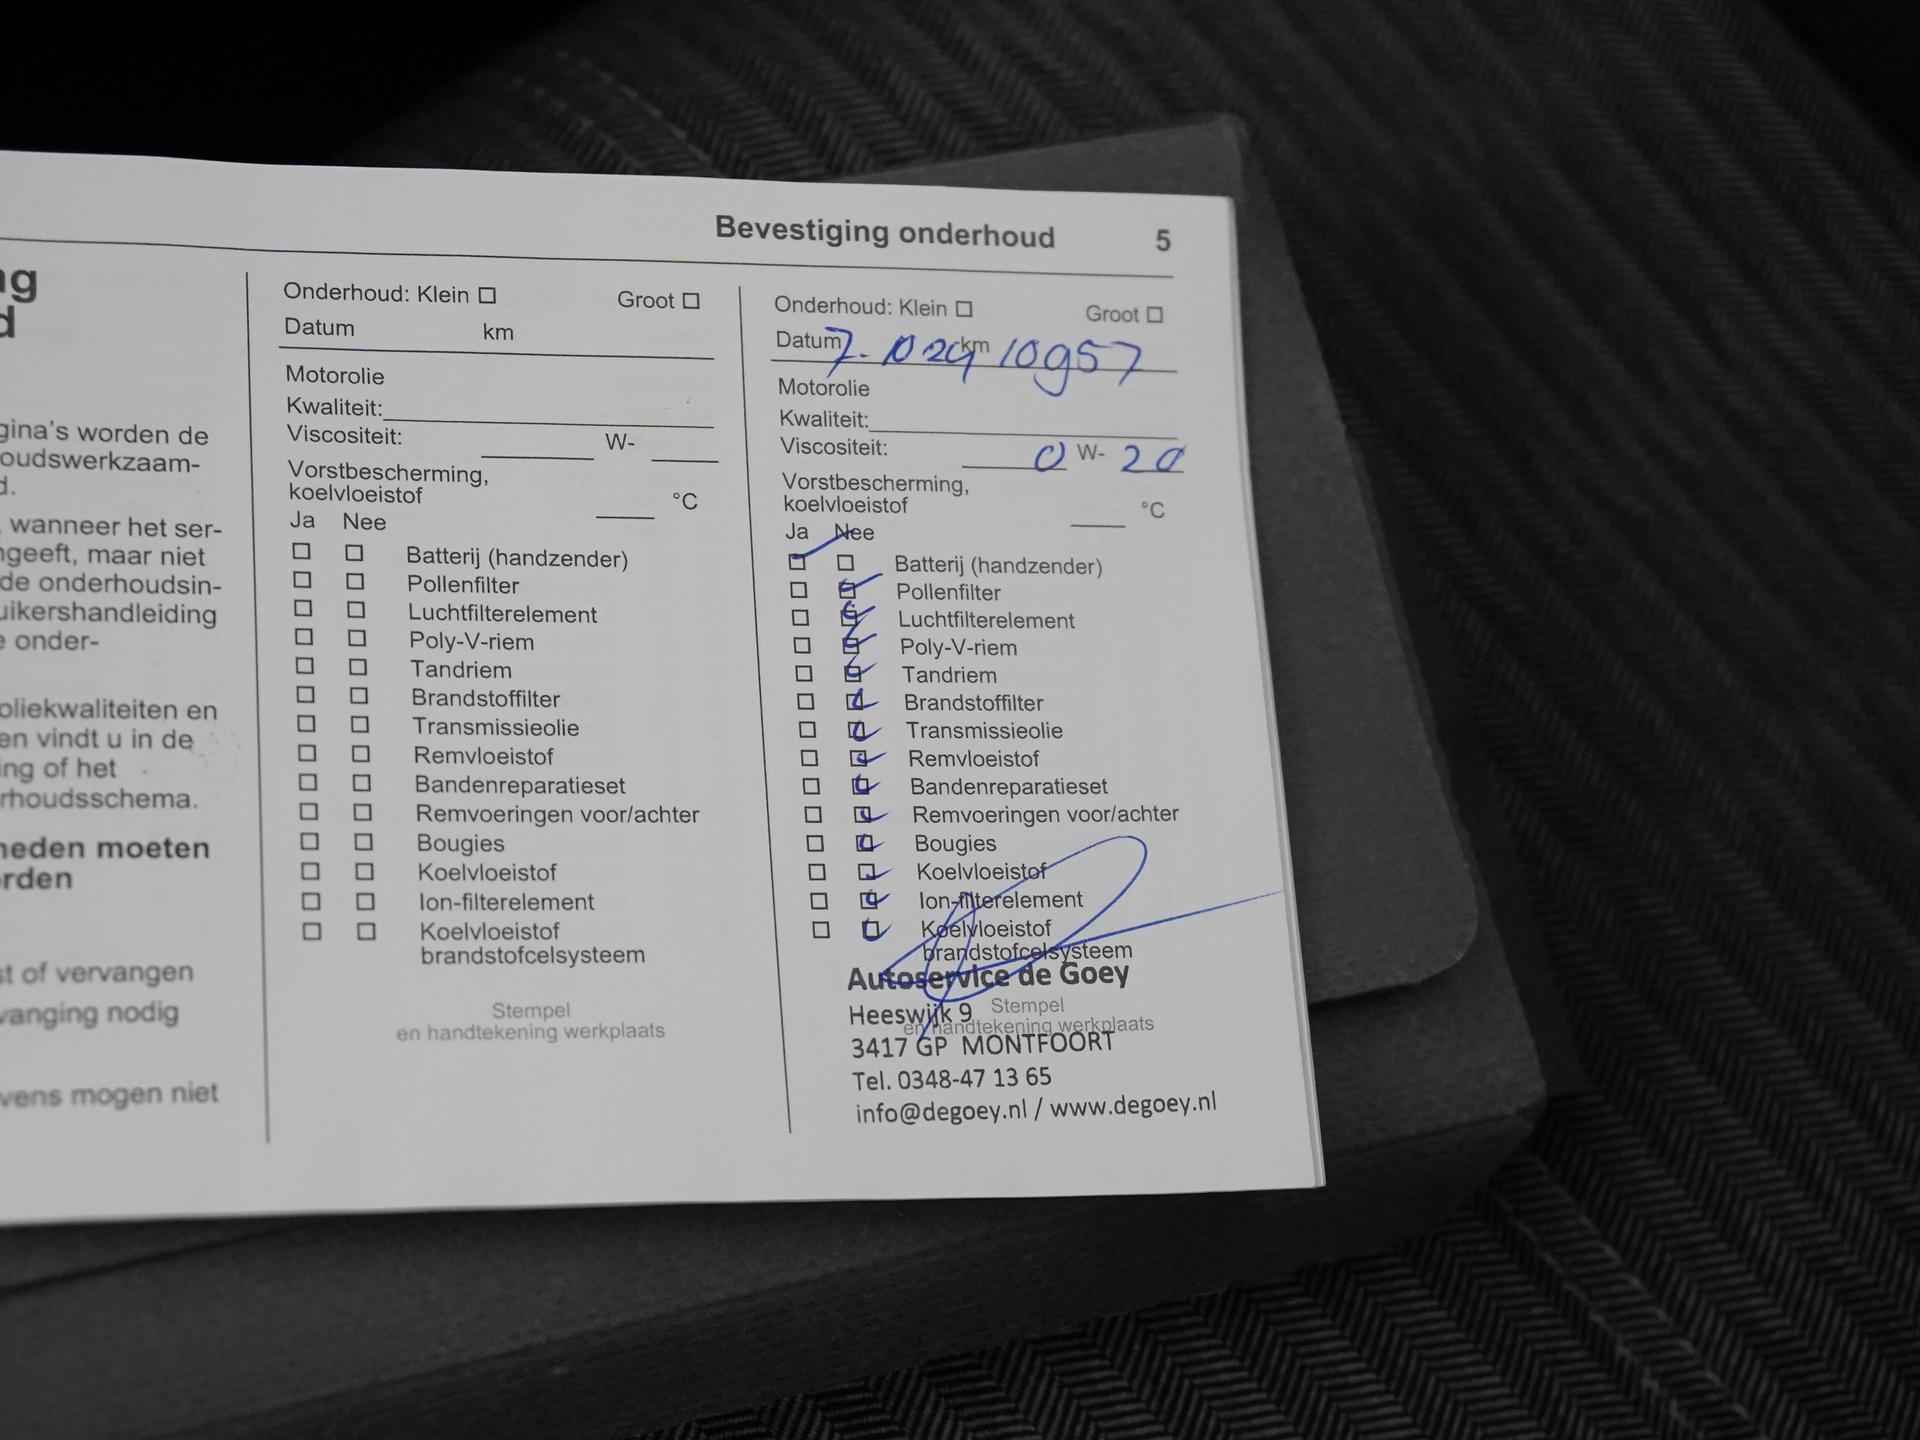 Bevestiging onderhoud 5
ng
d
gina's worden de
oudswerkzaam-
d.
, wanneer het ser-
ngeeft, maar niet
de onderhoudsin-
uikershandleiding
e onder-
oliekwaliteiten en
en vindt u in de
ing of het
rhoudsschema.
heden moeten
rden
st of vervangen
vanging nodig
vens mogen niet
Onderhoud: Klein ☐ Groot ☐
Datum km
Motorolie
Kwaliteit:
Viscositeit: W-
Vorstbescherming,
koelvloeistof °C
Ja Nee
Batterij (handzender)
Pollenfilter
Luchtfilterelement
Poly-V-riem
Tandriem
Brandstoffilter
Transmissieolie
Remvloeistof
Bandenreparatieset
Remvoeringen voor/achter
Bougies
Koelvloeistof
Ion-filterelement
Koelvloeistof
brandstofcelsysteem
Stempel
en handtekening werkplaats
Onderhoud: Klein ☐ Groot ☐
Datum km 10957
Motorolie
Kwaliteit:
Viscositeit: 0 W- 20
Vorstbescherming,
koelvloeistof °C
Ja Nee
Batterij (handzender)
Pollenfilter
Luchtfilterelement
Poly-V-riem
Tandriem
Brandstoffilter
Transmissieolie
Remvloeistof
Bandenreparatieset
Remvoeringen voor/achter
Bougies
Koelvloeistof
Ion-filterelement
Koelvloeistof
brandstofcelsysteem
Autoservice de Goey
Stempel
Heeswijk 9
en handtekening werkplaats
3417 GP MONTFOORT
Tel. 0348-47 13 65
info@degoey.nl / www.degoey.nl